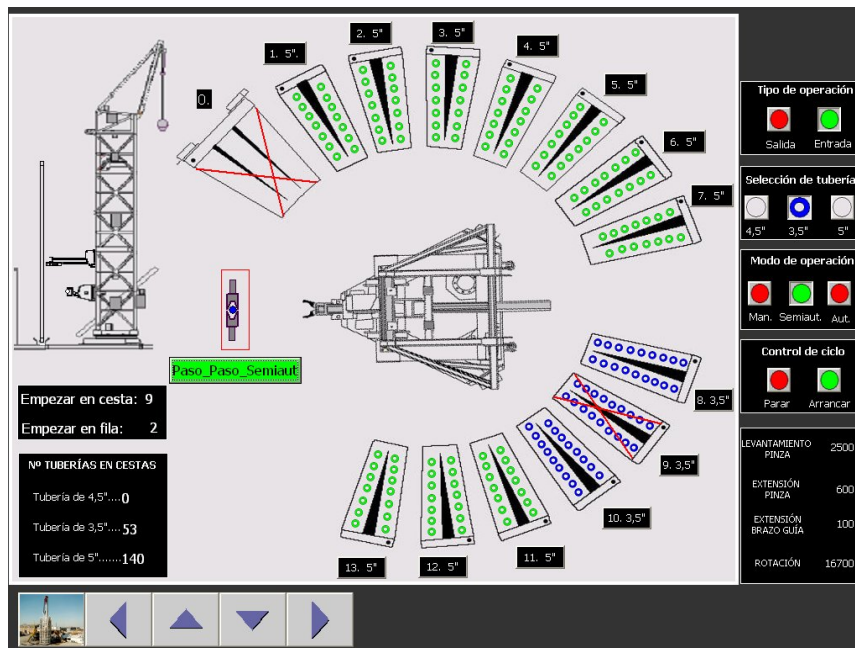 0.
1. 5".
2. 5"
3. 5"
4. 5"
5. 5"
6. 5"
7. 5"
8. 3,5"
9. 3,5"
10. 3,5"
11. 5"
12. 5"
13. 5"
Paso_Paso_Semiaut
Empezar en cesta: 9
Empezar en fila: 2
Nº TUBERÍAS EN CESTAS
Tubería de 4,5"....0
Tubería de 3,5"....53
Tubería de 5".......140
Tipo de operación
Salida Entrada
Selección de tubería
4,5" 3,5" 5"
Modo de operación
Man. Semiaut. Aut.
Control de ciclo
Parar Arrancar
LEVANTAMIENTO
PINZA 2500
EXTENSIÓN
PINZA 600
EXTENSIÓN
BRAZO GUÍA 100
ROTACIÓN 16700